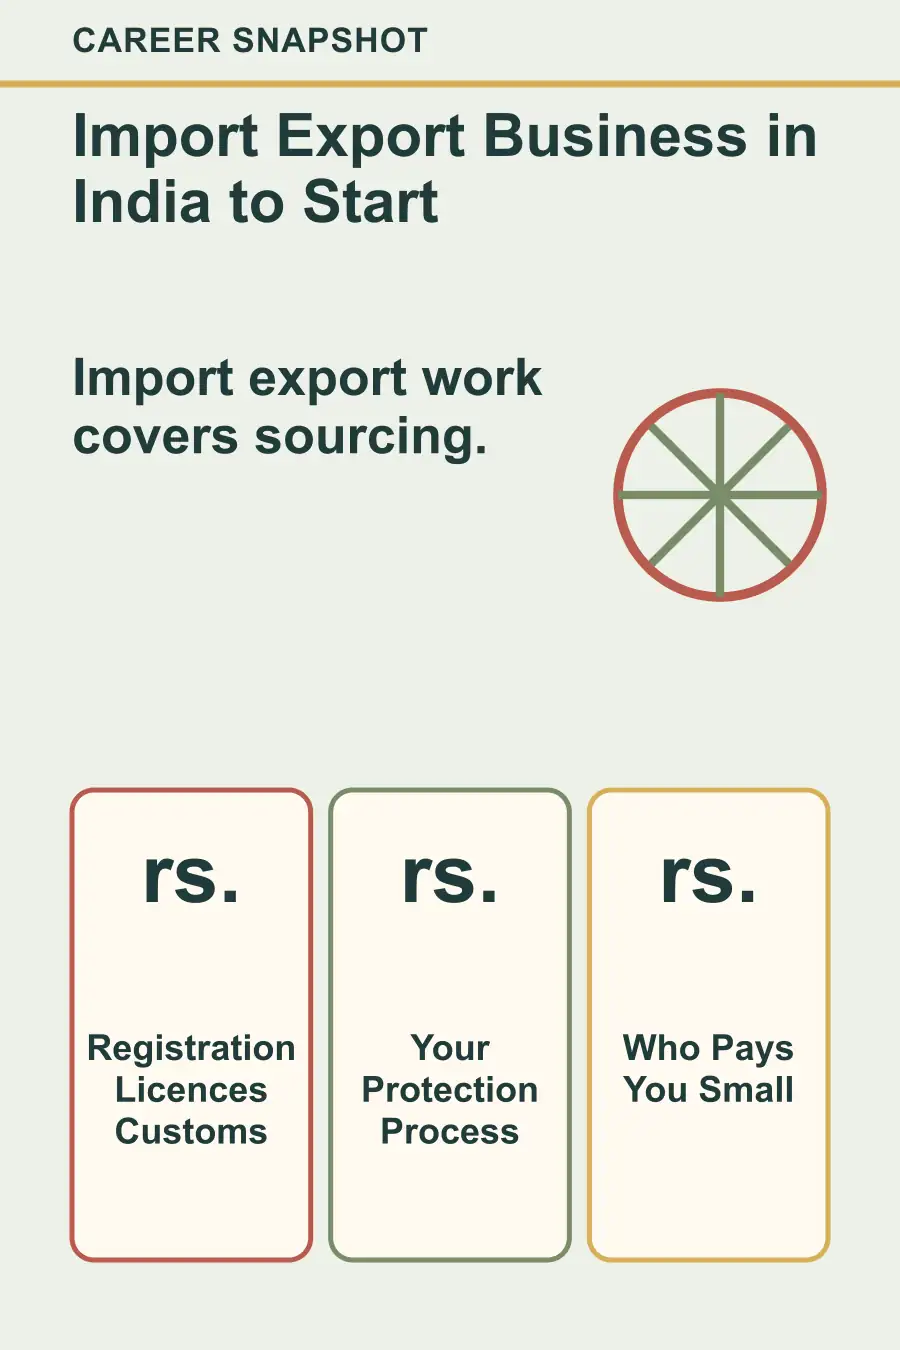 CAREER SNAPSHOT
Import Export Business in
India to Start
Import export work
covers sourcing.
rs.
Registration
Licences
Customs
rs.
Your
Protection
Process
rs.
Who Pays
You Small